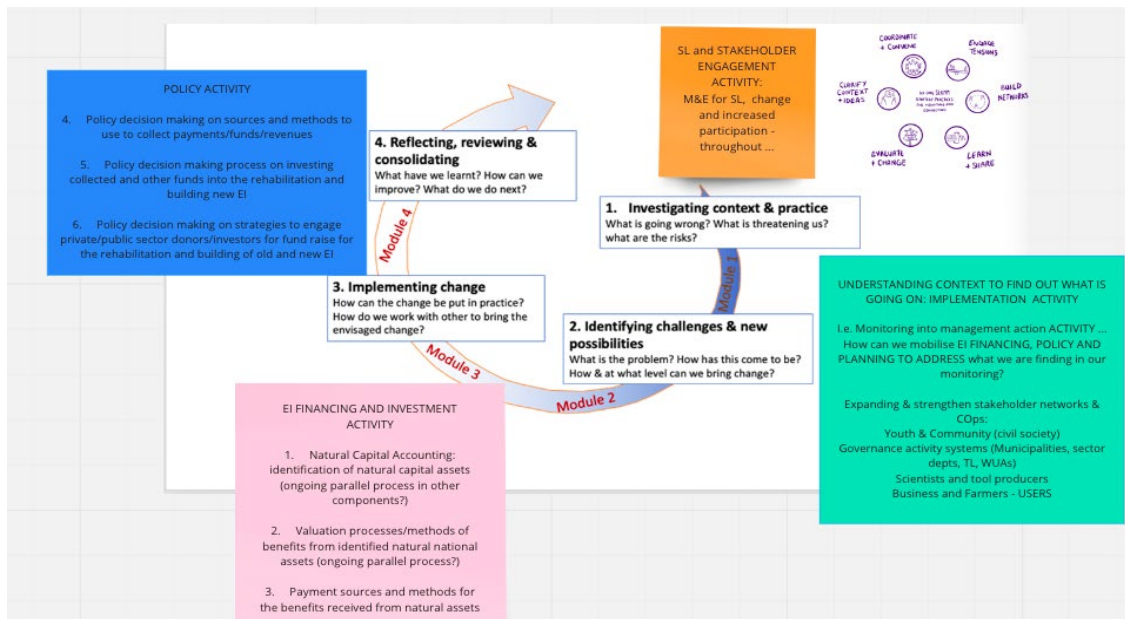 POLICY ACTIVITY
4. Policy decision making on sources and methods to
use to collect payments/funds/revenues
5. Policy decision making process on investing
collected and other funds into the rehabilitation and
building new EI
6. Policy decision making on strategies to engage
private/public sector donors/investors for fund raise for
the rehabilitation and building of old and new EI
SL and STAKEHOLDER
ENGAGEMENT
ACTIVITY:
M&E for SL, change
and increased
participation -
throughout ...
COORDINATE
+ CONVENE
ENGAGE
TENSIONS
BUILD
NETWORKS
LEARN
+ SHARE
EVALUATE
+ CHANGE
CLARIFY
CONTEXT
+ IDEAS
1. Investigating context & practice
What is going wrong? What is threatening us?
what are the risks?
Module 1
2. Identifying challenges & new
possibilities
What is the problem? How has this come to be?
How & at what level can we bring change?
Module 2
3. Implementing change
How can the change be put in practice?
How do we work with other to bring the
envisaged change?
Module 3
4. Reflecting, reviewing &
consolidating
What have we learnt? How can we
improve? What do we do next?
Module 4
UNDERSTANDING CONTEXT TO FIND OUT WHAT IS
GOING ON: IMPLEMENTATION ACTIVITY
I.e. Monitoring into management action ACTIVITY ...
How can we mobilise EI FINANCING, POLICY AND
PLANNING TO ADDRESS what we are finding in our
monitoring?
Expanding & strengthen stakeholder networks &
COps:
Youth & Community (civil society)
Governance activity systems (Municipalities, sector
depts, TL, WUAs)
Scientists and tool producers
Business and Farmers - USERS
EI FINANCING AND INVESTMENT
ACTIVITY
1. Natural Capital Accounting:
identification of natural capital assets
(ongoing parallel process in other
components?)
2. Valuation processes/methods of
benefits from identified natural national
assets (ongoing parallel process?)
3. Payment sources and methods for
the benefits received from natural assets